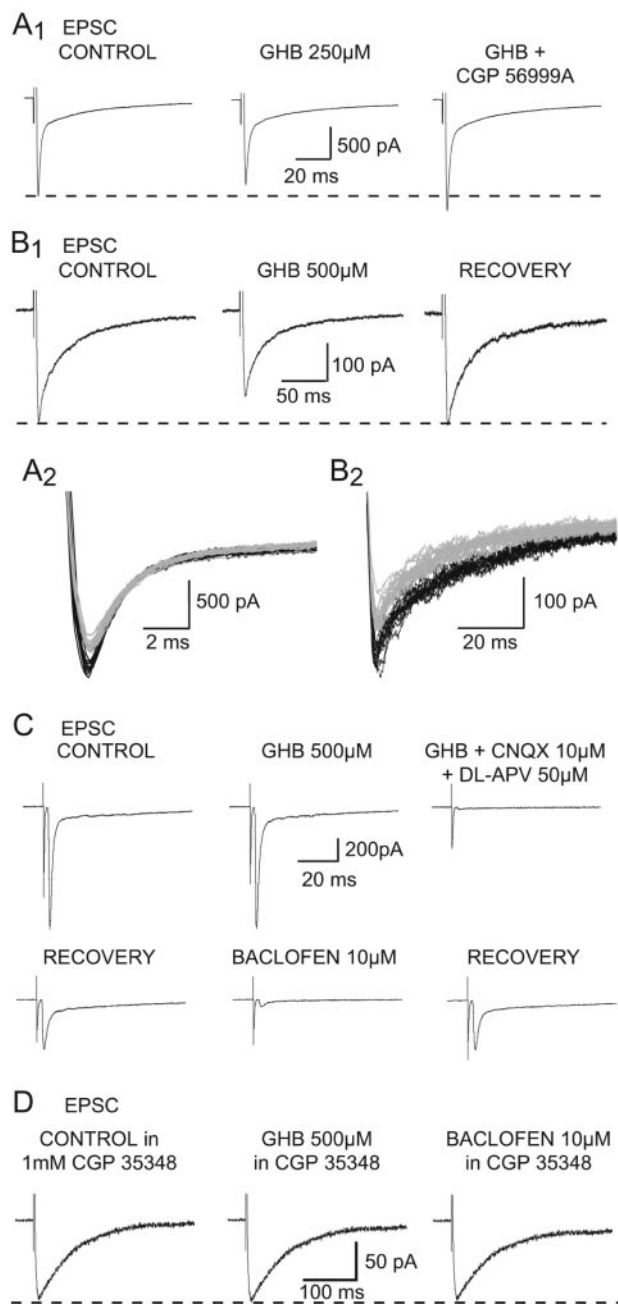 A1 EPSC
CONTROL
GHB 250µM
GHB +
CGP 56999A
500 pA
20 ms
B1 EPSC
CONTROL
GHB 500µM
RECOVERY
100 pA
50 ms
A2
500 pA
2 ms
B2
100 pA
20 ms
C EPSC
CONTROL
GHB 500µM
GHB + CNQX 10µM
+ DL-APV 50µM
200pA
20 ms
RECOVERY
BACLOFEN 10µM
RECOVERY
D EPSC
CONTROL in
1mM CGP 35348
GHB 500µM
in CGP 35348
BACLOFEN 10µM
in CGP 35348
50 pA
100 ms